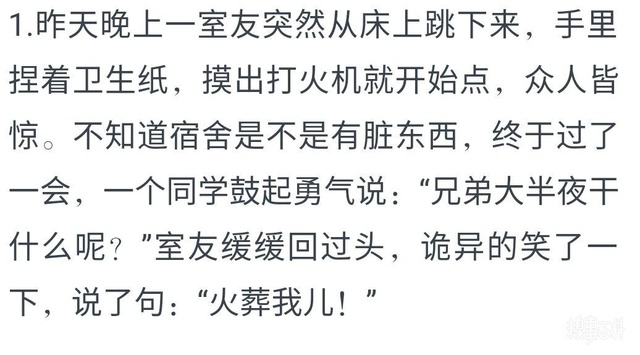 1.昨天晚上一室友突然从床上跳下来，手里
捏着卫生纸，摸出打火机就开始点，众人皆
惊。不知道宿舍是不是有脏东西，终于过了
一会，一个同学鼓起勇气说：“兄弟大半夜干
什么呢？”室友缓缓回过头，诡异的笑了一
下，说了句：“火葬我儿！”